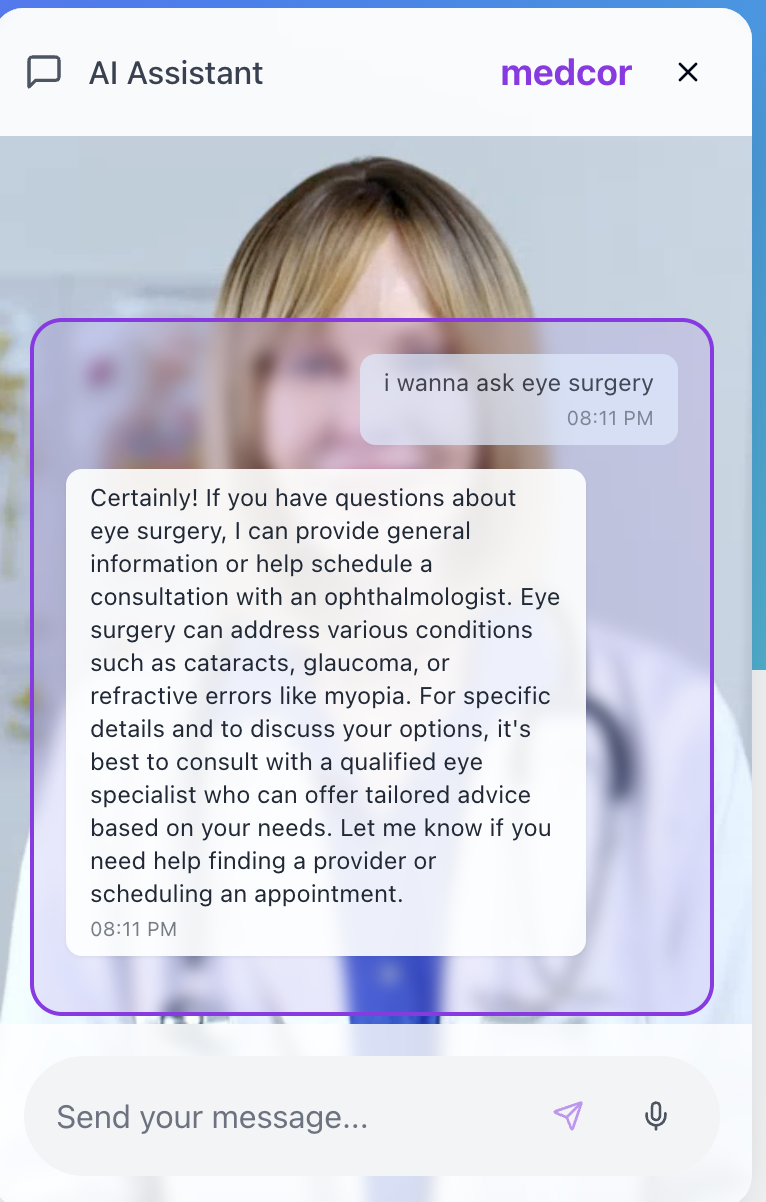 AI Assistant
medcor
i wanna ask eye surgery
08:11 PM
Certainly! If you have questions about
eye surgery, I can provide general
information or help schedule a
consultation with an ophthalmologist. Eye
surgery can address various conditions
such as cataracts, glaucoma, or
refractive errors like myopia. For specific
details and to discuss your options, it's
best to consult with a qualified eye
specialist who can offer tailored advice
based on your needs. Let me know if you
need help finding a provider or
scheduling an appointment.
08:11 PM
Send your message...